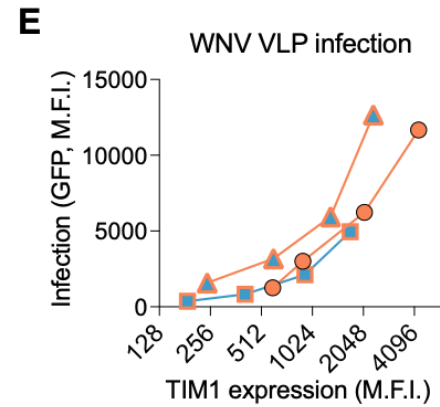 E
WNV VLP infection
Infection (GFP, M.F.I.)
15000
10000
5000
0
128
256
512
1024
2048
4096
TIM1 expression (M.F.I.)